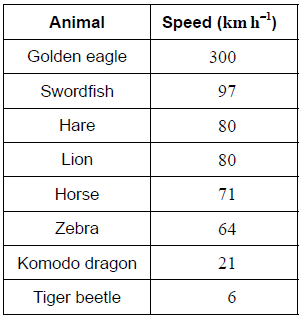 Animal Speed (km h⁻¹)
Golden eagle 300
Swordfish 97
Hare 80
Lion 80
Horse 71
Zebra 64
Komodo dragon 21
Tiger beetle 6